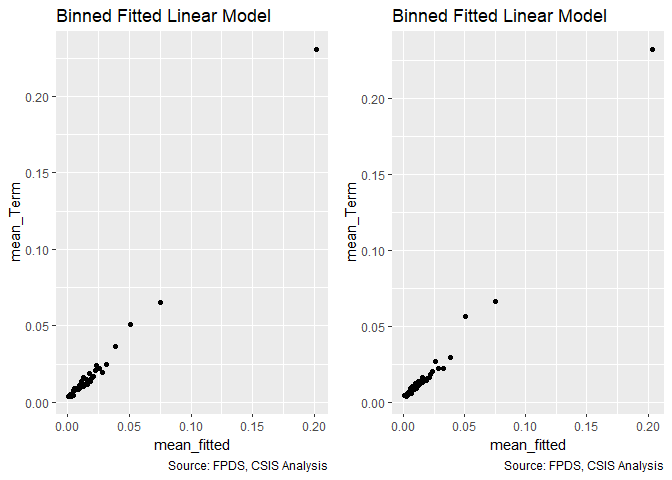 Binned Fitted Linear Model
mean_Term
0.20
0.15
0.10
0.05
0.00
0.00 0.05 0.10 0.15 0.20
mean_fitted
Source: FPDS, CSIS Analysis
Binned Fitted Linear Model
mean_Term
0.20
0.15
0.10
0.05
0.00
0.00 0.05 0.10 0.15 0.20
mean_fitted
Source: FPDS, CSIS Analysis